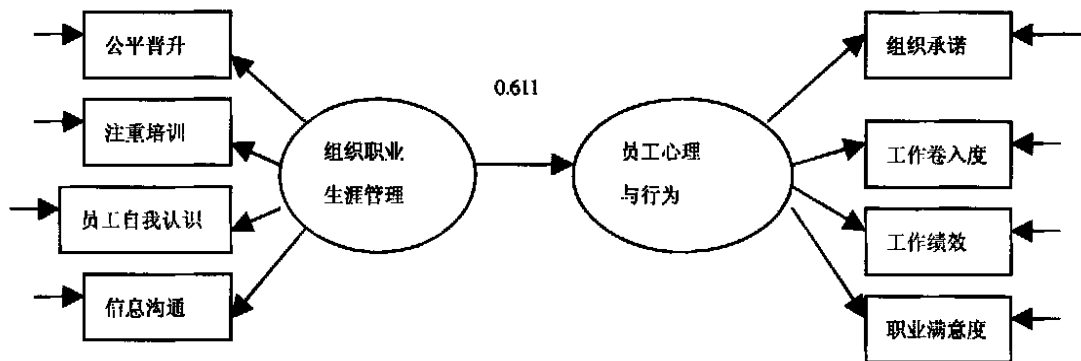 公平晋升
注重培训
员工自我认识
信息沟通
组织职业
生涯管理
0.611
员工心理
与行为
组织承诺
工作卷入度
工作绩效
职业满意度